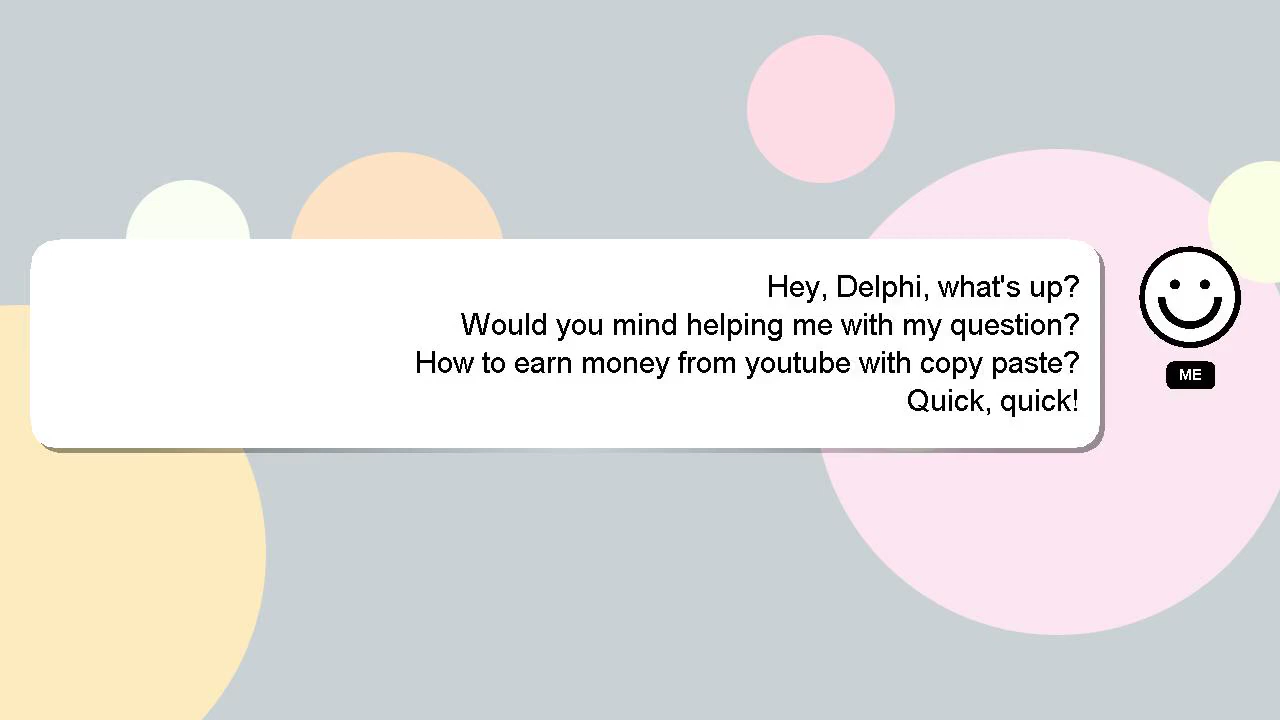 Hey, Delphi, what's up?
Would you mind helping me with my question?
How to earn money from youtube with copy paste?
Quick, quick!
ME